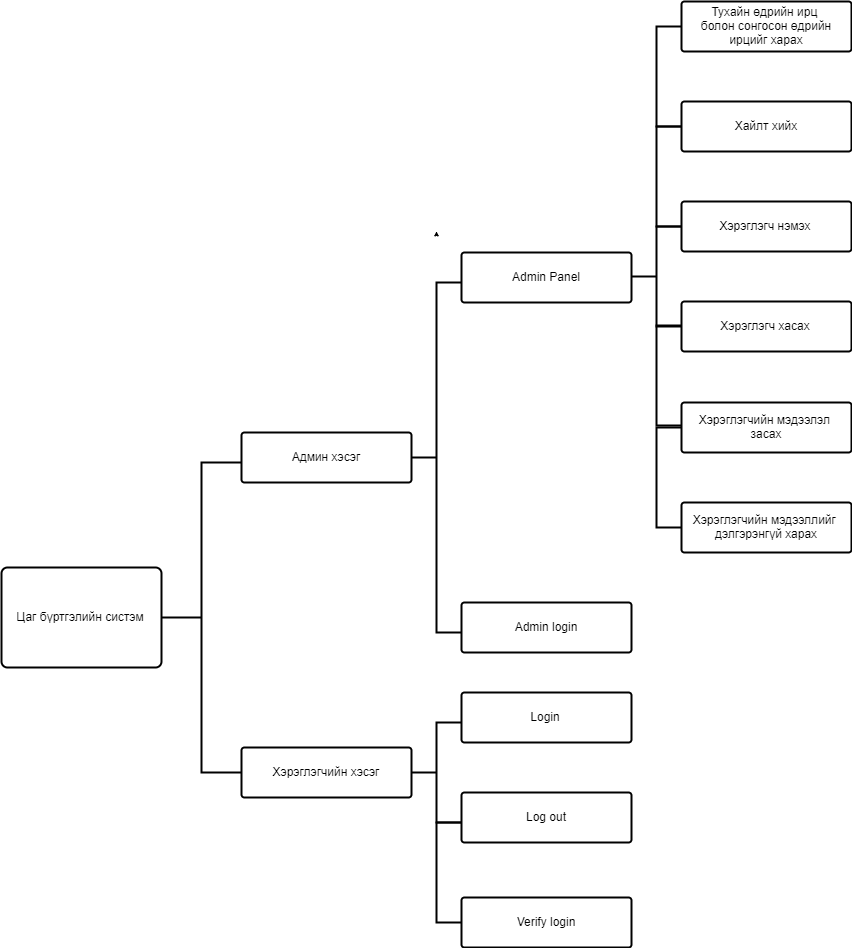 Тухайн өдрийн ирц
болон сонгосон өдрийн
ирцийг харах
Хайлт хийх
Хэрэглэгч нэмэх
Admin Panel
Хэрэглэгч хасах
Хэрэглэгчийн мэдээлэл
засах
Админ хэсэг
Хэрэглэгчийн мэдээллийг
дэлгэрэнгүй харах
Цаг бүртгэлийн систэм
Admin login
Login
Хэрэглэгчийн хэсэг
Log out
Verify login